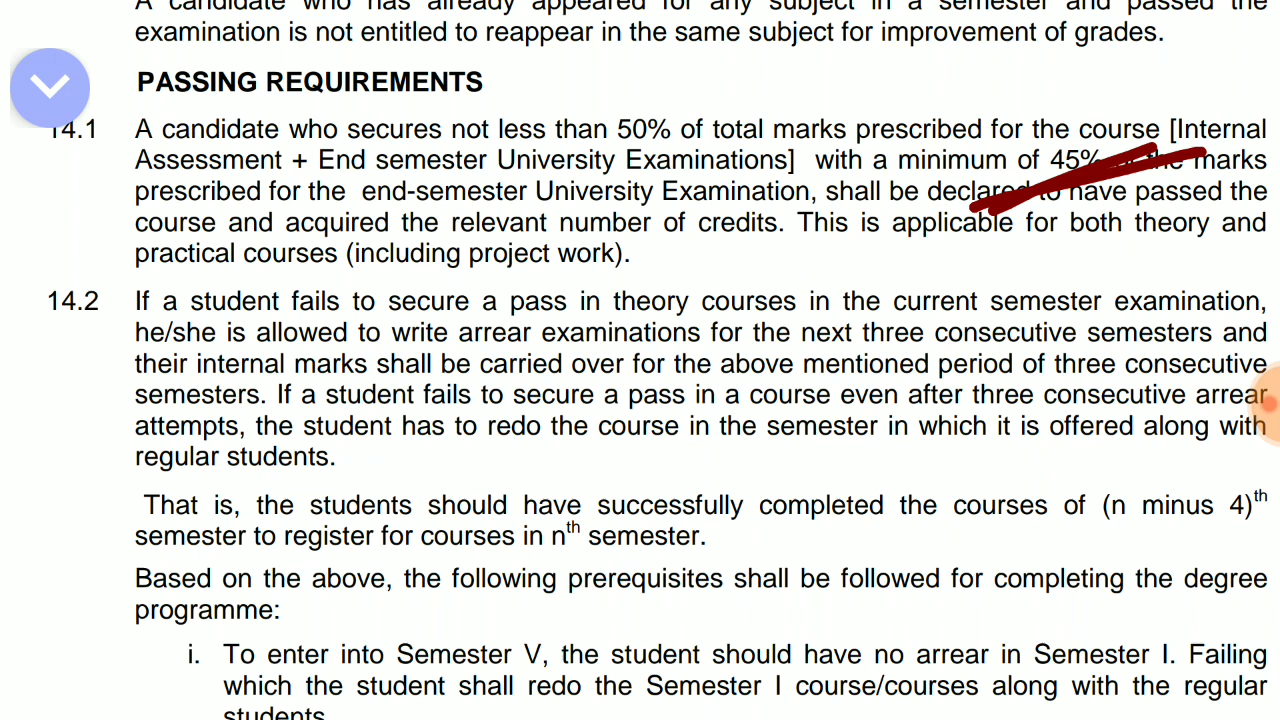 A candidate who has already appeared for any subject in a semester and passed the
examination is not entitled to reappear in the same subject for improvement of grades.
PASSING REQUIREMENTS
14.1 A candidate who secures not less than 50% of total marks prescribed for the course [Internal
Assessment + End semester University Examinations] with a minimum of 45% of the marks
prescribed for the end-semester University Examination, shall be declared to have passed the
course and acquired the relevant number of credits. This is applicable for both theory and
practical courses (including project work).
14.2 If a student fails to secure a pass in theory courses in the current semester examination,
he/she is allowed to write arrear examinations for the next three consecutive semesters and
their internal marks shall be carried over for the above mentioned period of three consecutive
semesters. If a student fails to secure a pass in a course even after three consecutive arrear
attempts, the student has to redo the course in the semester in which it is offered along with
regular students.
That is, the students should have successfully completed the courses of (n minus 4)th
semester to register for courses in nth semester.
Based on the above, the following prerequisites shall be followed for completing the degree
programme:
i. To enter into Semester V, the student should have no arrear in Semester I. Failing
which the student shall redo the Semester I course/courses along with the regular
students